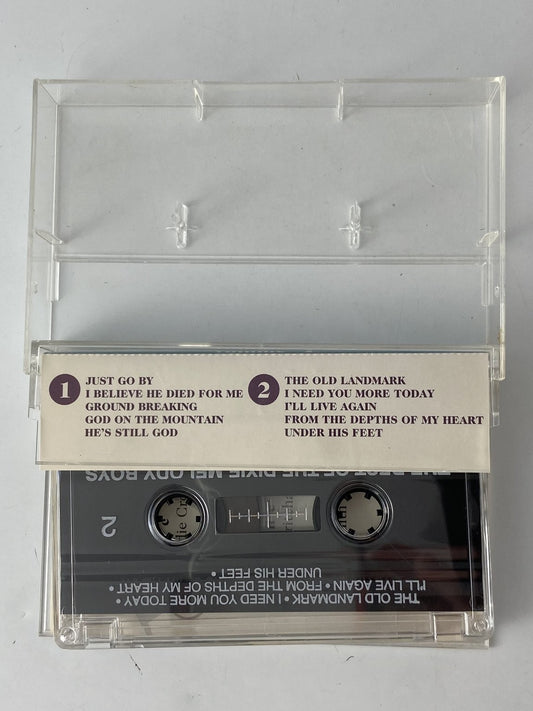 1
JUST GO BY
I BELIEVE HE DIED FOR ME
GROUND BREAKING
GOD ON THE MOUNTAIN
HE'S STILL GOD
2
THE OLD LANDMARK
I NEED YOU MORE TODAY
I'LL LIVE AGAIN
FROM THE DEPTHS OF MY HEART
UNDER HIS FEET
THE BEST OF THE DIXIE MELODY BOYS
2
THE OLD LANDMARK • I NEED YOU MORE TODAY •
I'LL LIVE AGAIN • FROM THE DEPTHS OF MY HEART •
UNDER HIS FEET •